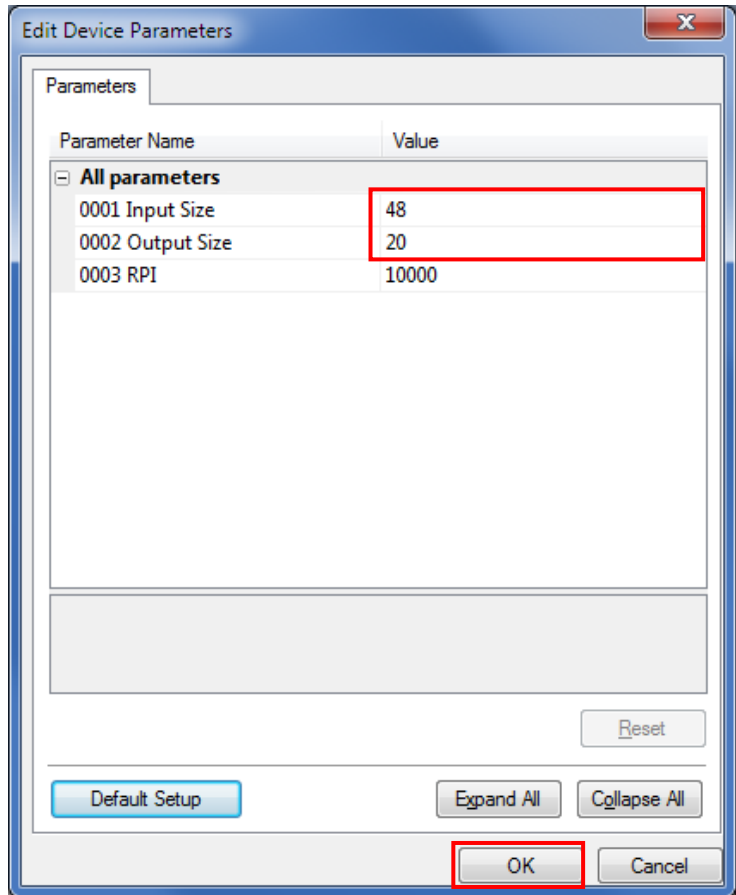 Edit Device Parameters
Parameters
Parameter Name Value
All parameters
0001 Input Size 48
0002 Output Size 20
0003 RPI 10000
Reset
Default Setup Expand All Collapse All
OK Cancel